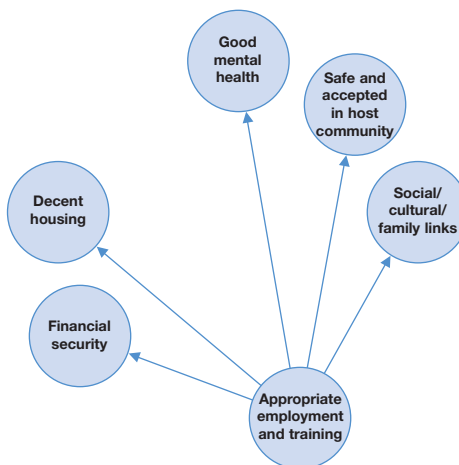 Good
mental
health
Safe and
accepted
in host
community
Decent
housing
Social/
cultural/
family links
Financial
security
Appropriate
employment
and training